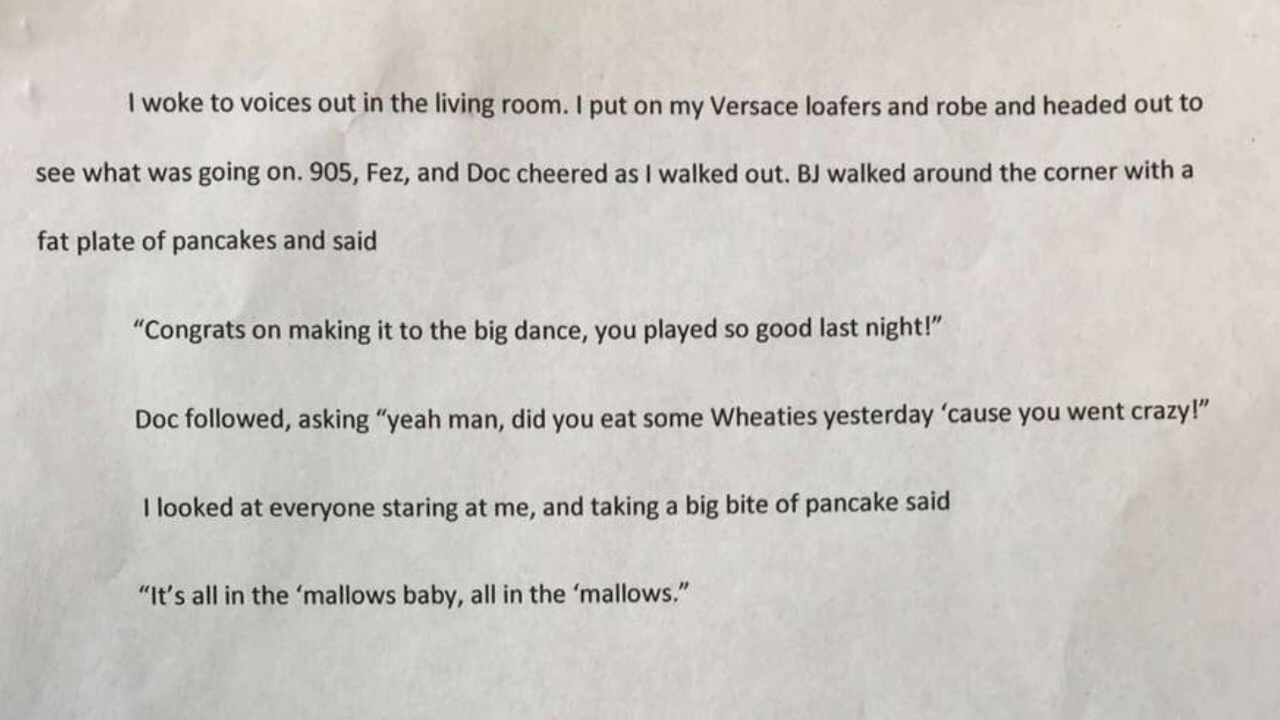 I woke to voices out in the living room. I put on my Versace loafers and robe and headed out to
see what was going on. 905, Fez, and Doc cheered as I walked out. BJ walked around the corner with a
fat plate of pancakes and said
“Congrats on making it to the big dance, you played so good last night!”
Doc followed, asking “yeah man, did you eat some Wheaties yesterday ‘cause you went crazy!”
I looked at everyone staring at me, and taking a big bite of pancake said
“It’s all in the ‘mallows baby, all in the ‘mallows.”